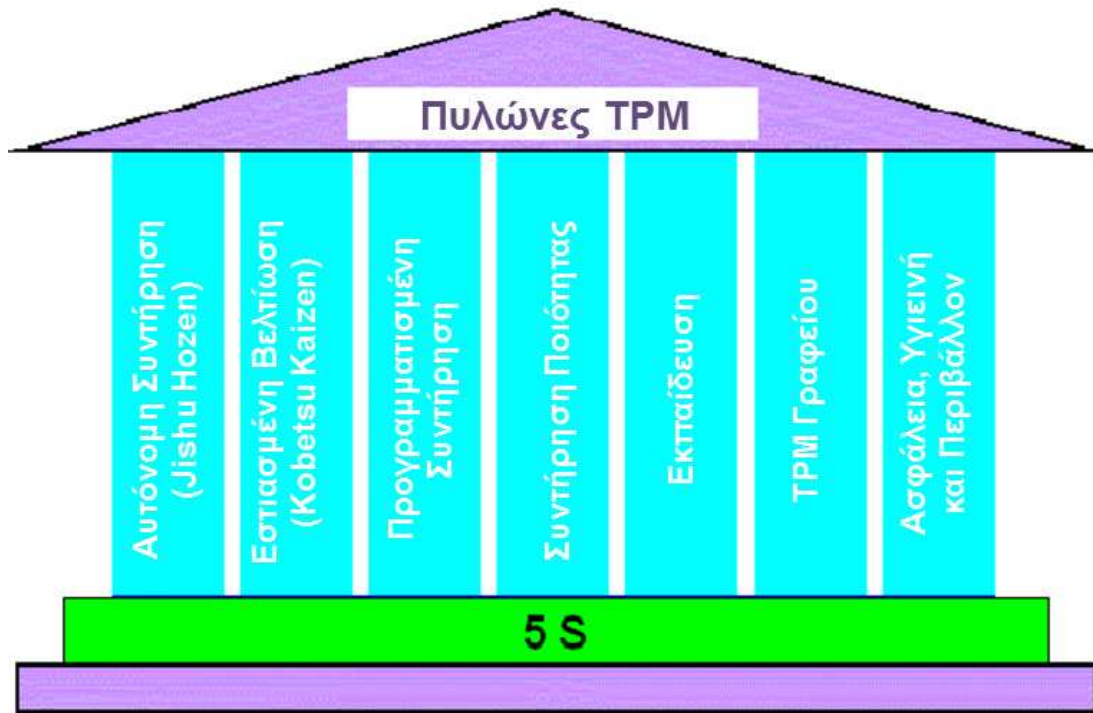 Πυλώνες TPM
Αυτόνομη Συντήρηση
(Jishu Hozen)
Εστιασμένη Βελτίωση
(Kobetsu Kaizen)
Προγραμματισμένη
Συντήρηση
Συντήρηση Ποιότητας
Εκπαίδευση
TPM Γραφείου
Ασφάλεια, Υγιεινή
και Περιβάλλον
5 S